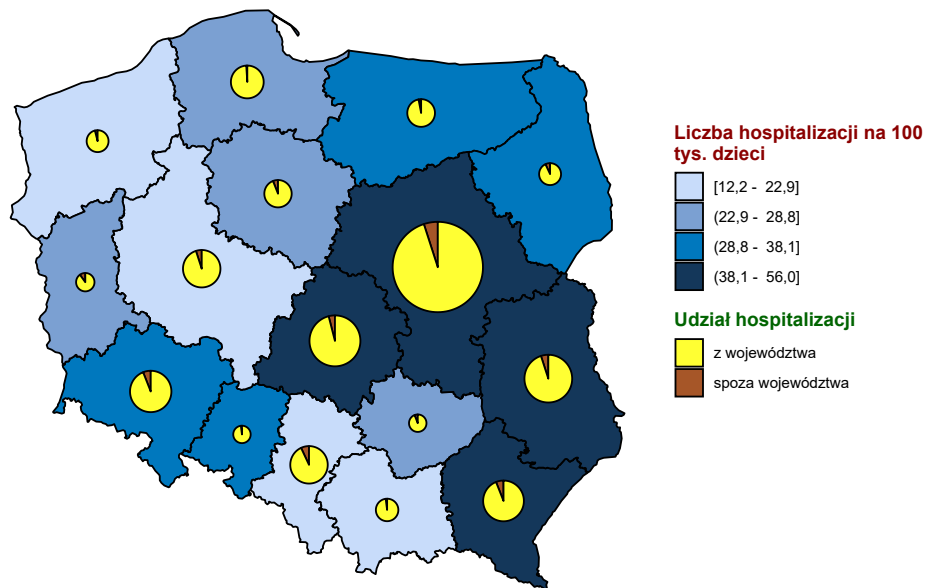 Liczba hospitalizacji na 100
tys. dzieci
[12,2 - 22,9]
(22,9 - 28,8]
(28,8 - 38,1]
(38,1 - 56,0]
Udział hospitalizacji
z województwa
spoza województwa